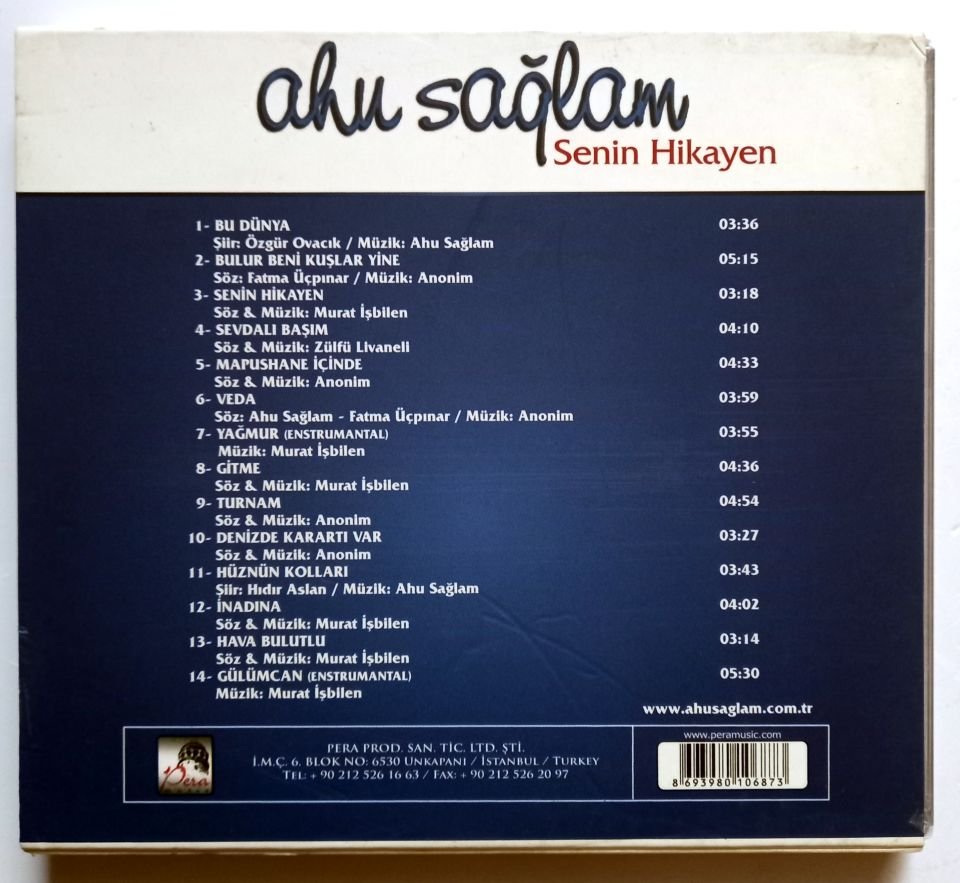 ahu sağlam
Senin Hikayen
1- BU DÜNYA 03:36
Şiir: Özgür Ovacık / Müzik: Ahu Sağlam
2- BULUR BENİ KUŞLAR YİNE 05:15
Söz: Fatma Üçpınar / Müzik: Anonim
3- SENİN HİKAYEN 03:18
Söz & Müzik: Murat İşbilen
4- SEVDALI BAŞIM 04:10
Söz & Müzik: Zülfü Livaneli
5- MAPUSHANE İÇİNDE 04:33
Söz & Müzik: Anonim
6- VEDA 03:59
Söz: Ahu Sağlam - Fatma Üçpınar / Müzik: Anonim
7- YAĞMUR (ENSTRUMANTAL) 03:55
Müzik: Murat İşbilen
8- GİTME 04:36
Söz & Müzik: Murat İşbilen
9- TURNAM 04:54
Söz & Müzik: Anonim
10- DENİZDE KARARTI VAR 03:27
Söz & Müzik: Anonim
11- HÜZNÜN KOLLARI 03:43
Şiir: Hıdır Aslan / Müzik: Ahu Sağlam
12- İNADINA 04:02
Söz & Müzik: Murat İşbilen
13- HAVA BULUTLU 03:14
Söz & Müzik: Murat İşbilen
14- GÜLÜMCAN (ENSTRUMANTAL) 05:30
Müzik: Murat İşbilen
www.ahusaglam.com.tr
Pera
PERA PROD. SAN. TİC. LTD. ŞTİ.
İ.M.Ç. 6. BLOK NO: 6530 UNKAPANI / İSTANBUL / TURKEY
TEL: + 90 212 526 16 63 / FAX: + 90 212 526 20 97
www.peramusic.com
8 693980 106873